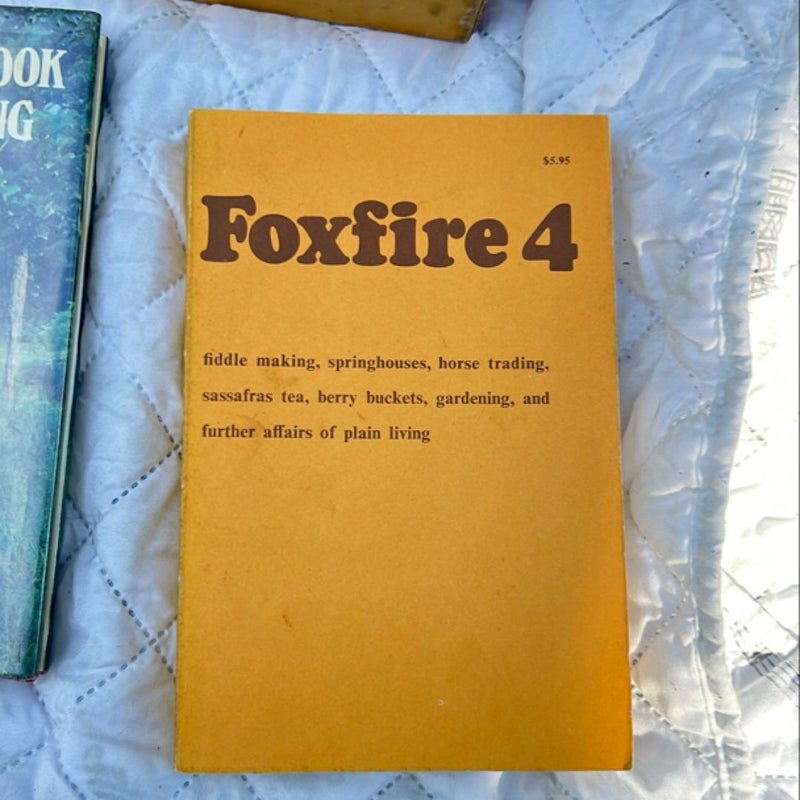 OOK
NG
$5.95
Foxfire 4
fiddle making, springhouses, horse trading,
sassafras tea, berry buckets, gardening, and
further affairs of plain living